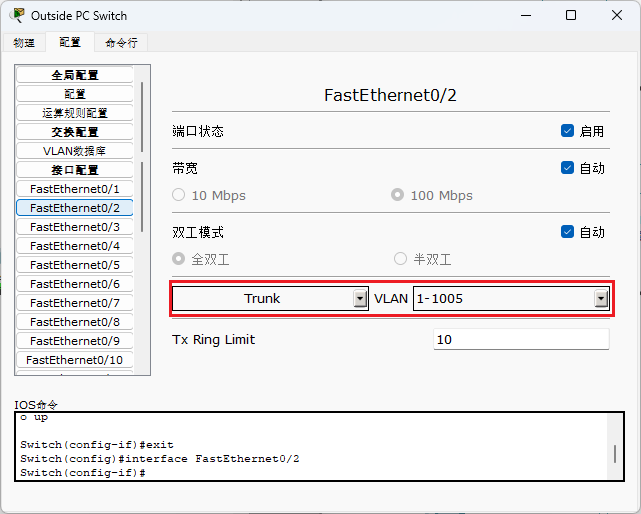 Outside PC Switch
物理 配置 命令行
全局配置
配置
运算规则配置
交换配置
VLAN数据库
接口配置
FastEthernet0/1
FastEthernet0/2
FastEthernet0/3
FastEthernet0/4
FastEthernet0/5
FastEthernet0/6
FastEthernet0/7
FastEthernet0/8
FastEthernet0/9
FastEthernet0/10
FastEthernet0/2
端口状态 启用
带宽 自动
10 Mbps 100 Mbps
双工模式 自动
全双工 半双工
Trunk VLAN 1-1005
Tx Ring Limit 10
IOS命令
o up
Switch(config-if)#exit
Switch(config)#interface FastEthernet0/2
Switch(config-if)#